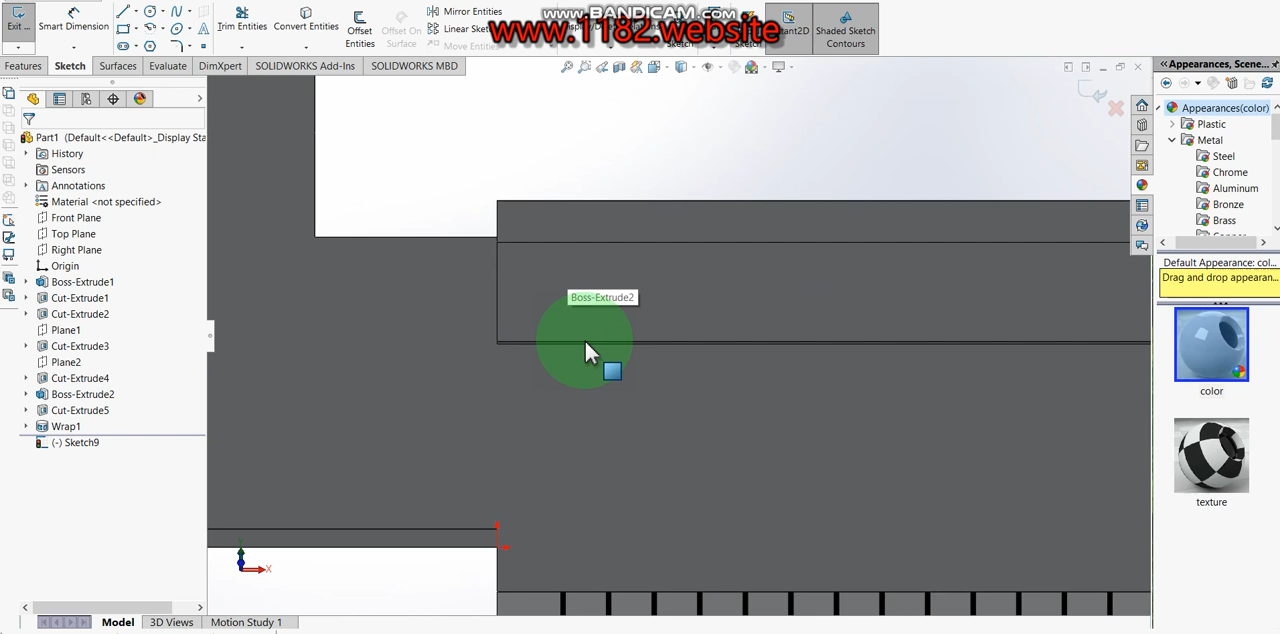 www.BANDICAM.com
www.1182.website
Exit ...
Smart Dimension
Trim Entities
Convert Entities
Offset Entities
Offset On Surface
Mirror Entities
Linear Sketc
Move Entities
Sketch
Instant2D
Shaded Sketch Contours
Features
Sketch
Surfaces
Evaluate
DimXpert
SOLIDWORKS Add-Ins
SOLIDWORKS MBD
Part1 (Default<<Default>_Display Sta
History
Sensors
Annotations
Material <not specified>
Front Plane
Top Plane
Right Plane
Origin
Boss-Extrude1
Cut-Extrude1
Cut-Extrude2
Plane1
Cut-Extrude3
Plane2
Cut-Extrude4
Boss-Extrude2
Cut-Extrude5
Wrap1
(-) Sketch9
Boss-Extrude2
Y
X
Appearances, Scene...
Appearances(color)
Plastic
Metal
Steel
Chrome
Aluminum
Bronze
Brass
Default Appearance: col...
Drag and drop appearan...
color
texture
Model
3D Views
Motion Study 1